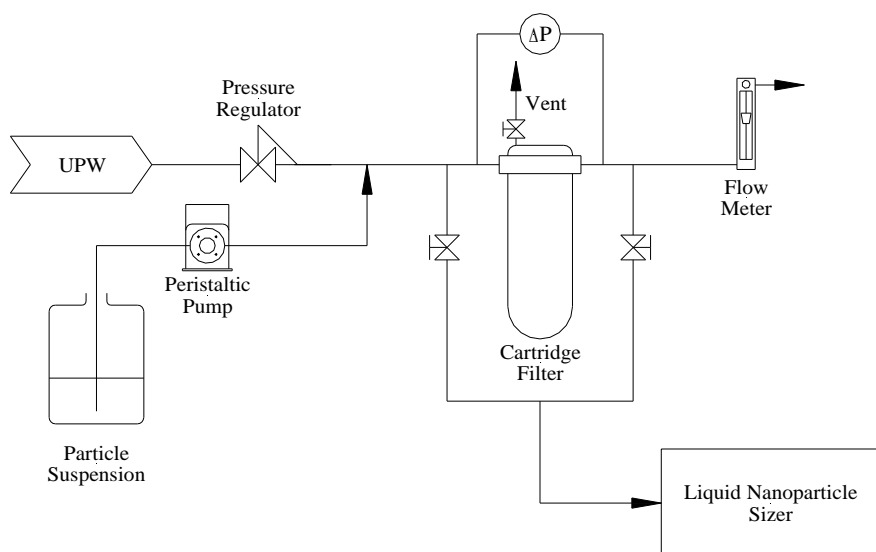 ΔP
Pressure
Regulator
Vent
UPW
Flow
Meter
Peristaltic
Pump
Cartridge
Filter
Particle
Suspension
Liquid Nanoparticle
Sizer